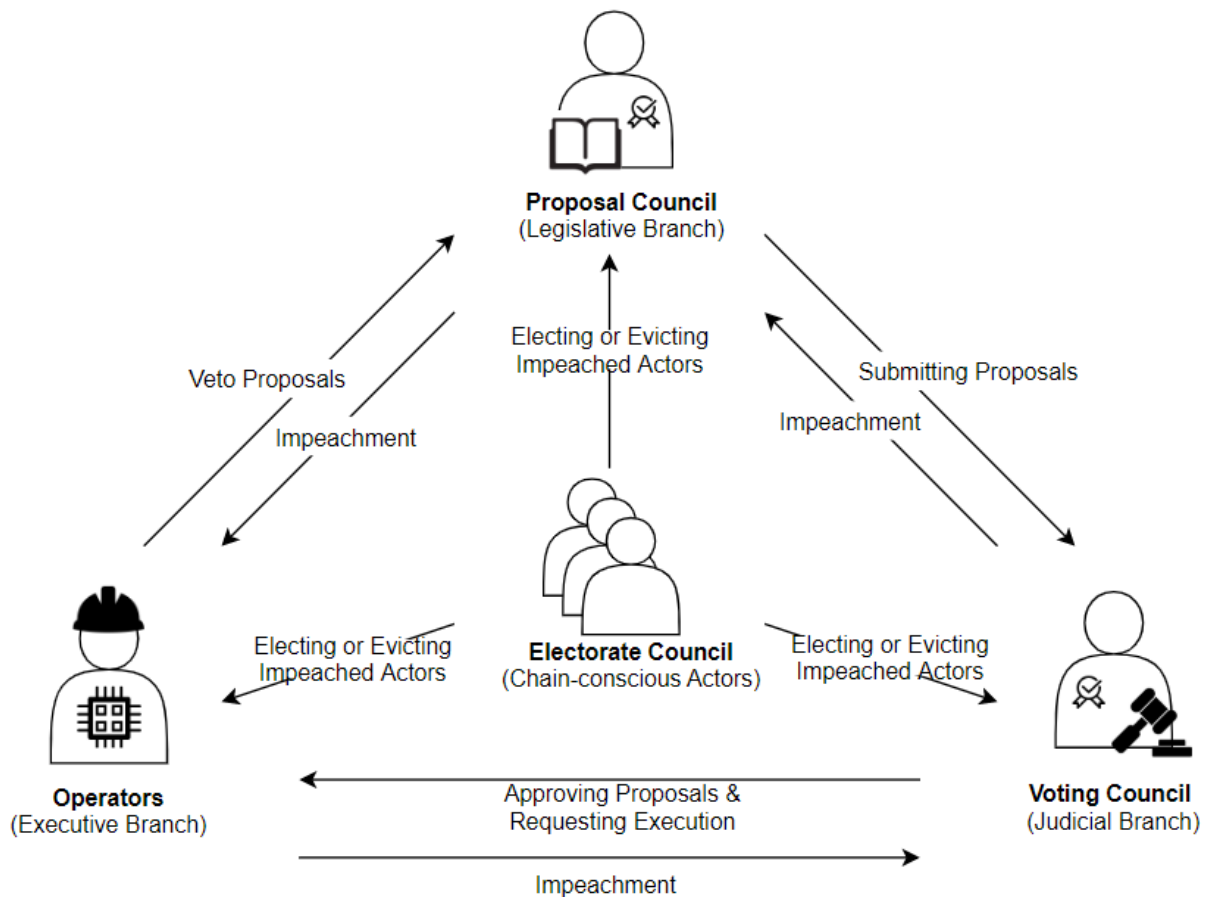 Proposal Council
(Legislative Branch)
Electing or Evicting
Impeached Actors
Veto Proposals
Submitting Proposals
Impeachment
Impeachment
Electing or Evicting
Impeached Actors
Electorate Council
(Chain-conscious Actors)
Electing or Evicting
Impeached Actors
Operators
(Executive Branch)
Approving Proposals &
Requesting Execution
Voting Council
(Judicial Branch)
Impeachment